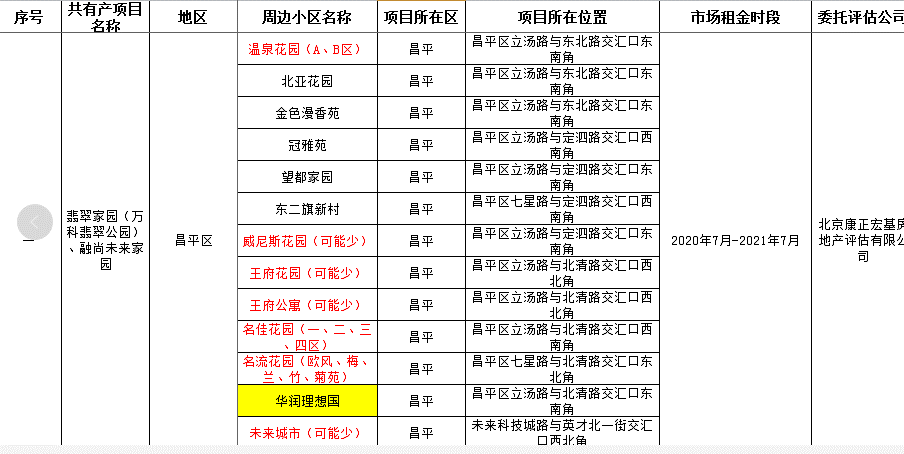 序号
共有产项目
名称
地区
周边小区名称
项目所在区
项目所在位置
市场租金时段
委托评估公司
一
翡翠家园（万
科翡翠公园）
、融尚未来家
园
昌平区
温泉花园（A、B区）
昌平
昌平区立汤路与东北路交汇口东
南角
北亚花园
昌平
昌平区立汤路与东北路交汇口东
南角
金色漫香苑
昌平
昌平区立汤路与东北路交汇口东
南角
冠雅苑
昌平
昌平区立汤路与定泗路交汇口西
南角
望都家园
昌平
昌平区立汤路与定泗路交汇口东
南角
东二旗新村
昌平
昌平区七星路与定泗路交汇口西
南角
威尼斯花园（可能少）
昌平
昌平区立汤路与定泗路交汇口东
南角
王府花园（可能少）
昌平
昌平区立汤路与北清路交汇口西
北角
王府公寓（可能少）
昌平
昌平区立汤路与北清路交汇口西
北角
名佳花园（一、二、三
、四区）
昌平
昌平区立汤路与北清路交汇口西
南角
名流花园（欧风、梅、
兰、竹、菊苑）
昌平
昌平区七星路与北清路交汇口东
北角
华润理想国
昌平
昌平区立汤路与北清路交汇口东
南角
未来城市（可能少）
昌平
未来科技城路与英才北一街交汇
口西北角
2020年7月-2021年7月
北京康正宏基房
地产评估有限公
司